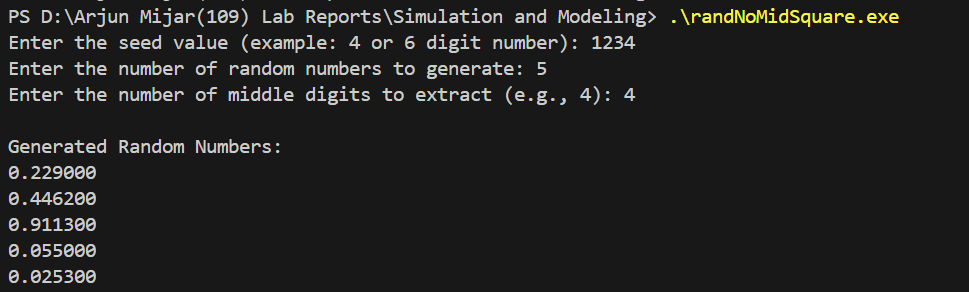 PS D:\Arjun Mijar(109) Lab Reports\Simulation and Modeling> .\randNoMidSquare.exe
Enter the seed value (example: 4 or 6 digit number): 1234
Enter the number of random numbers to generate: 5
Enter the number of middle digits to extract (e.g., 4): 4

Generated Random Numbers:
0.229000
0.446200
0.911300
0.055000
0.025300